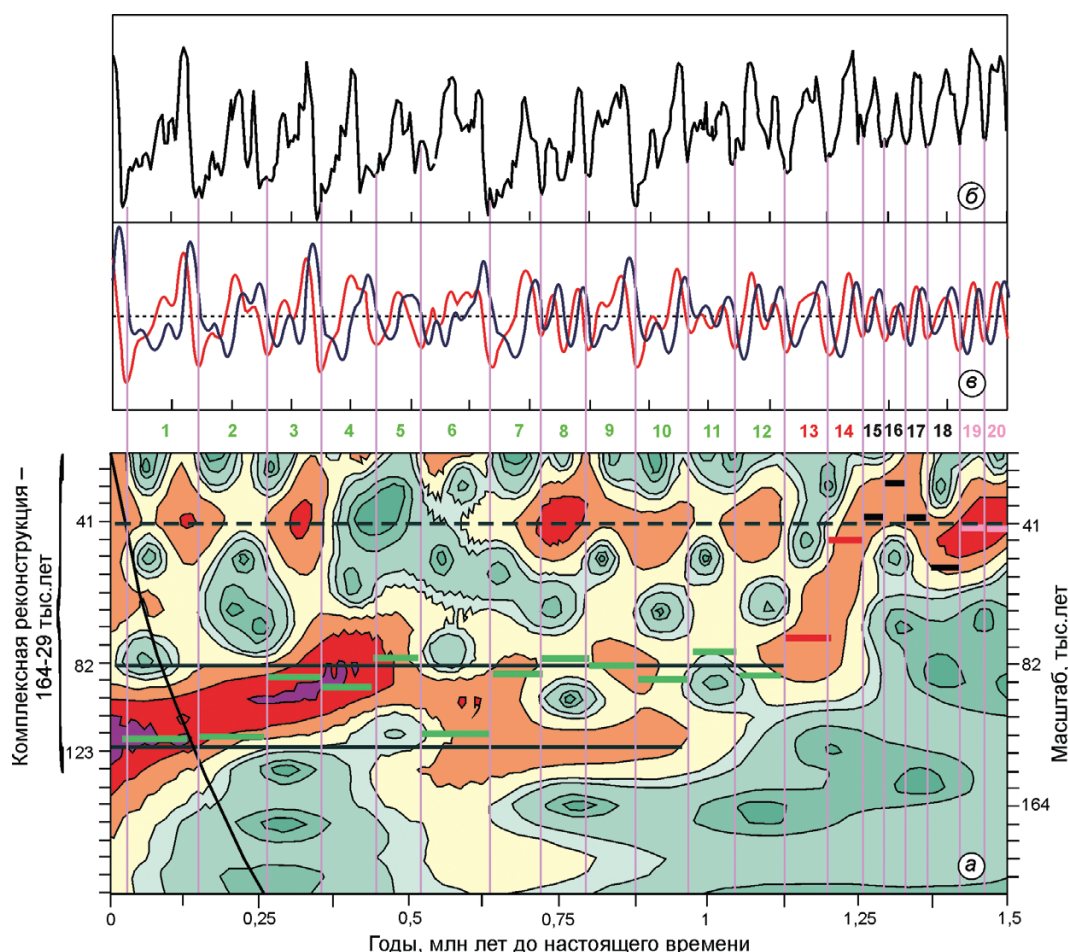 б
в
1 2 3 4 5 6 7 8 9 10 11 12 13 14 15 16 17 18 19 20
Комплексная реконструкция –
164-29 тыс.лет
41
82
123
41
82
164
Масштаб. тыс.лет
а
0 0,25 0,5 0,75 1 1,25 1,5
Годы, млн лет до настоящего времени